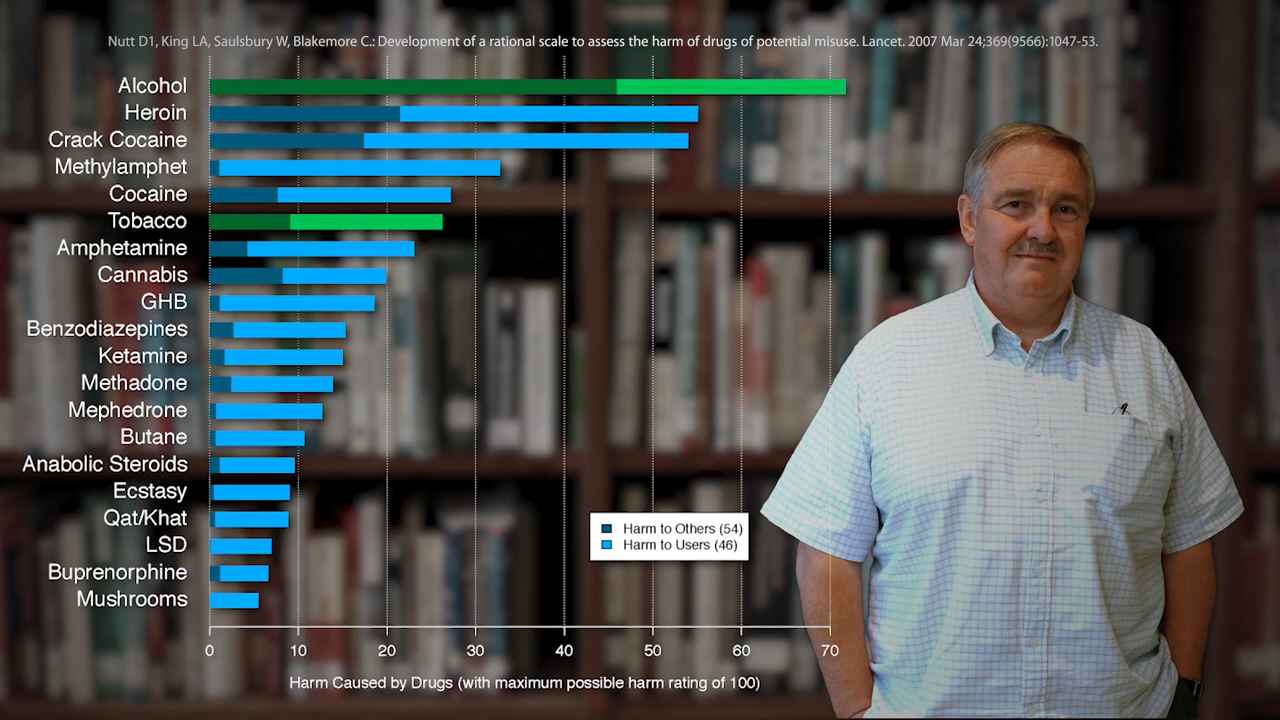 Nutt D1, King LA, Saulsbury W, Blakemore C.: Development of a rational scale to assess the harm of drugs of potential misuse. Lancet. 2007 Mar 24;369(9566):1047-53.
Alcohol
Heroin
Crack Cocaine
Methylamphet
Cocaine
Tobacco
Amphetamine
Cannabis
GHB
Benzodiazepines
Ketamine
Methadone
Mephedrone
Butane
Anabolic Steroids
Ecstasy
Qat/Khat
LSD
Buprenorphine
Mushrooms
Harm to Others (54)
Harm to Users (46)
0 10 20 30 40 50 60 70
Harm Caused by Drugs (with maximum possible harm rating of 100)